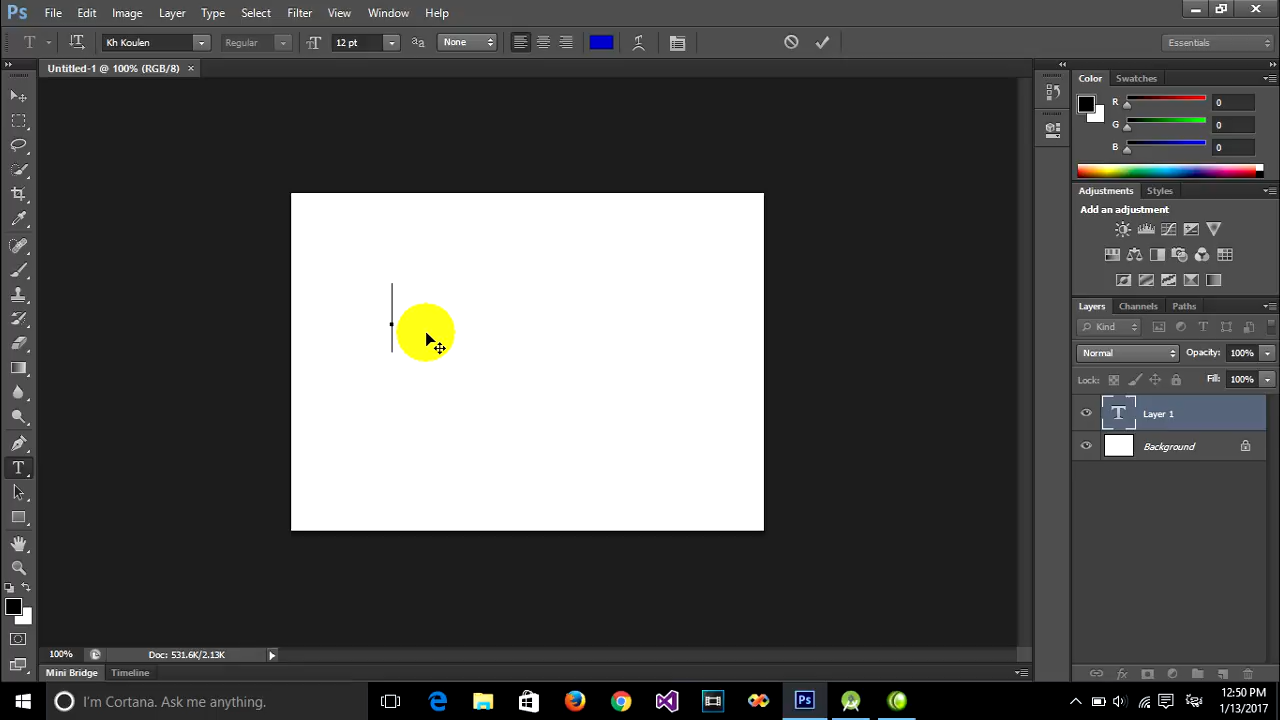 Ps File Edit Image Layer Type Select Filter View Window Help
T Kh Koulen Regular 12 pt aa None Essentials
Untitled-1 @ 100% (RGB/8) ×
Color Swatches
R 0
G 0
B 0
Adjustments Styles
Add an adjustment
Layers Channels Paths
Kind T
Normal Opacity: 100%
Lock: Fill: 100%
T Layer 1
Background
T
100% Doc: 531.6K/2.13K
fx
Mini Bridge Timeline
I'm Cortana. Ask me anything. Ps 12:50 PM
1/13/2017